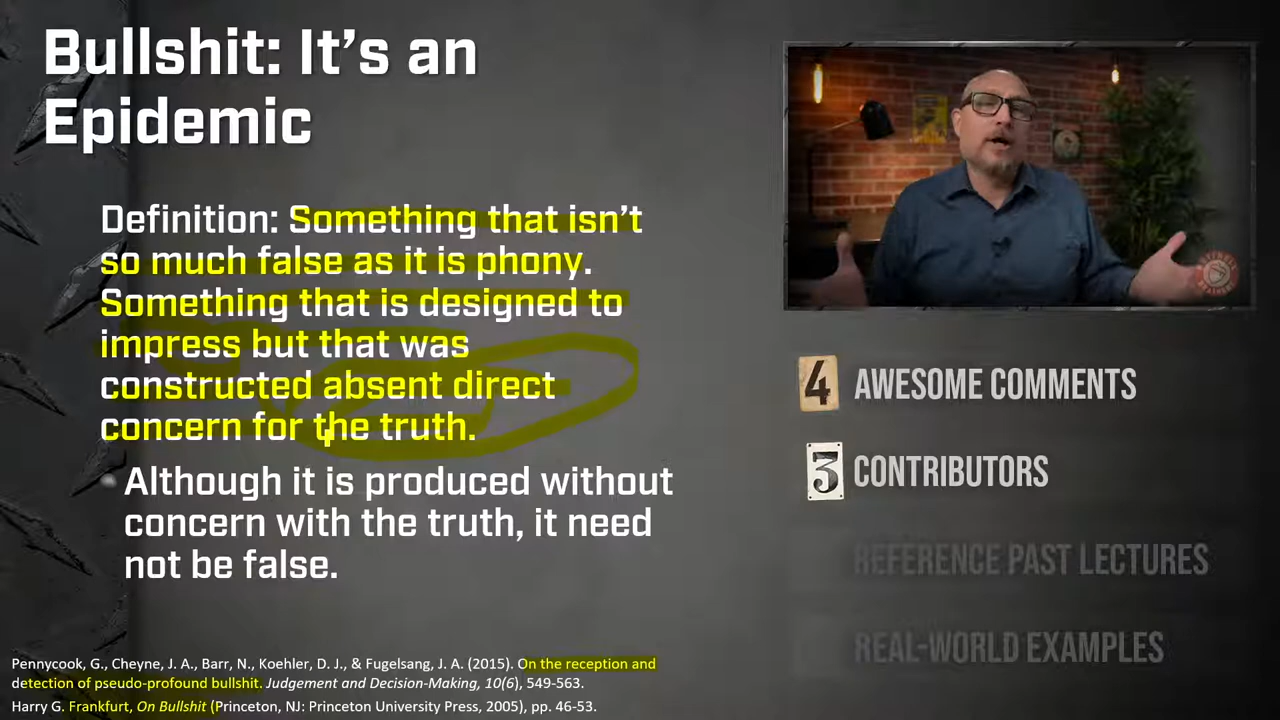 Bullshit: It’s an
Epidemic
Definition: Something that isn’t
so much false as it is phony.
Something that is designed to
impress but that was
constructed absent direct
concern for the truth.
Although it is produced without
concern with the truth, it need
not be false.
Pennycook, G., Cheyne, J. A., Barr, N., Koehler, D. J., & Fugelsang, J. A. (2015). On the reception and
detection of pseudo-profound bullshit. Judgement and Decision-Making, 10(6), 549-563.
Harry G. Frankfurt, On Bullshit (Princeton, NJ: Princeton University Press, 2005), pp. 46-53.
4 AWESOME COMMENTS
3 CONTRIBUTORS
REFERENCE PAST LECTURES
REAL-WORLD EXAMPLES